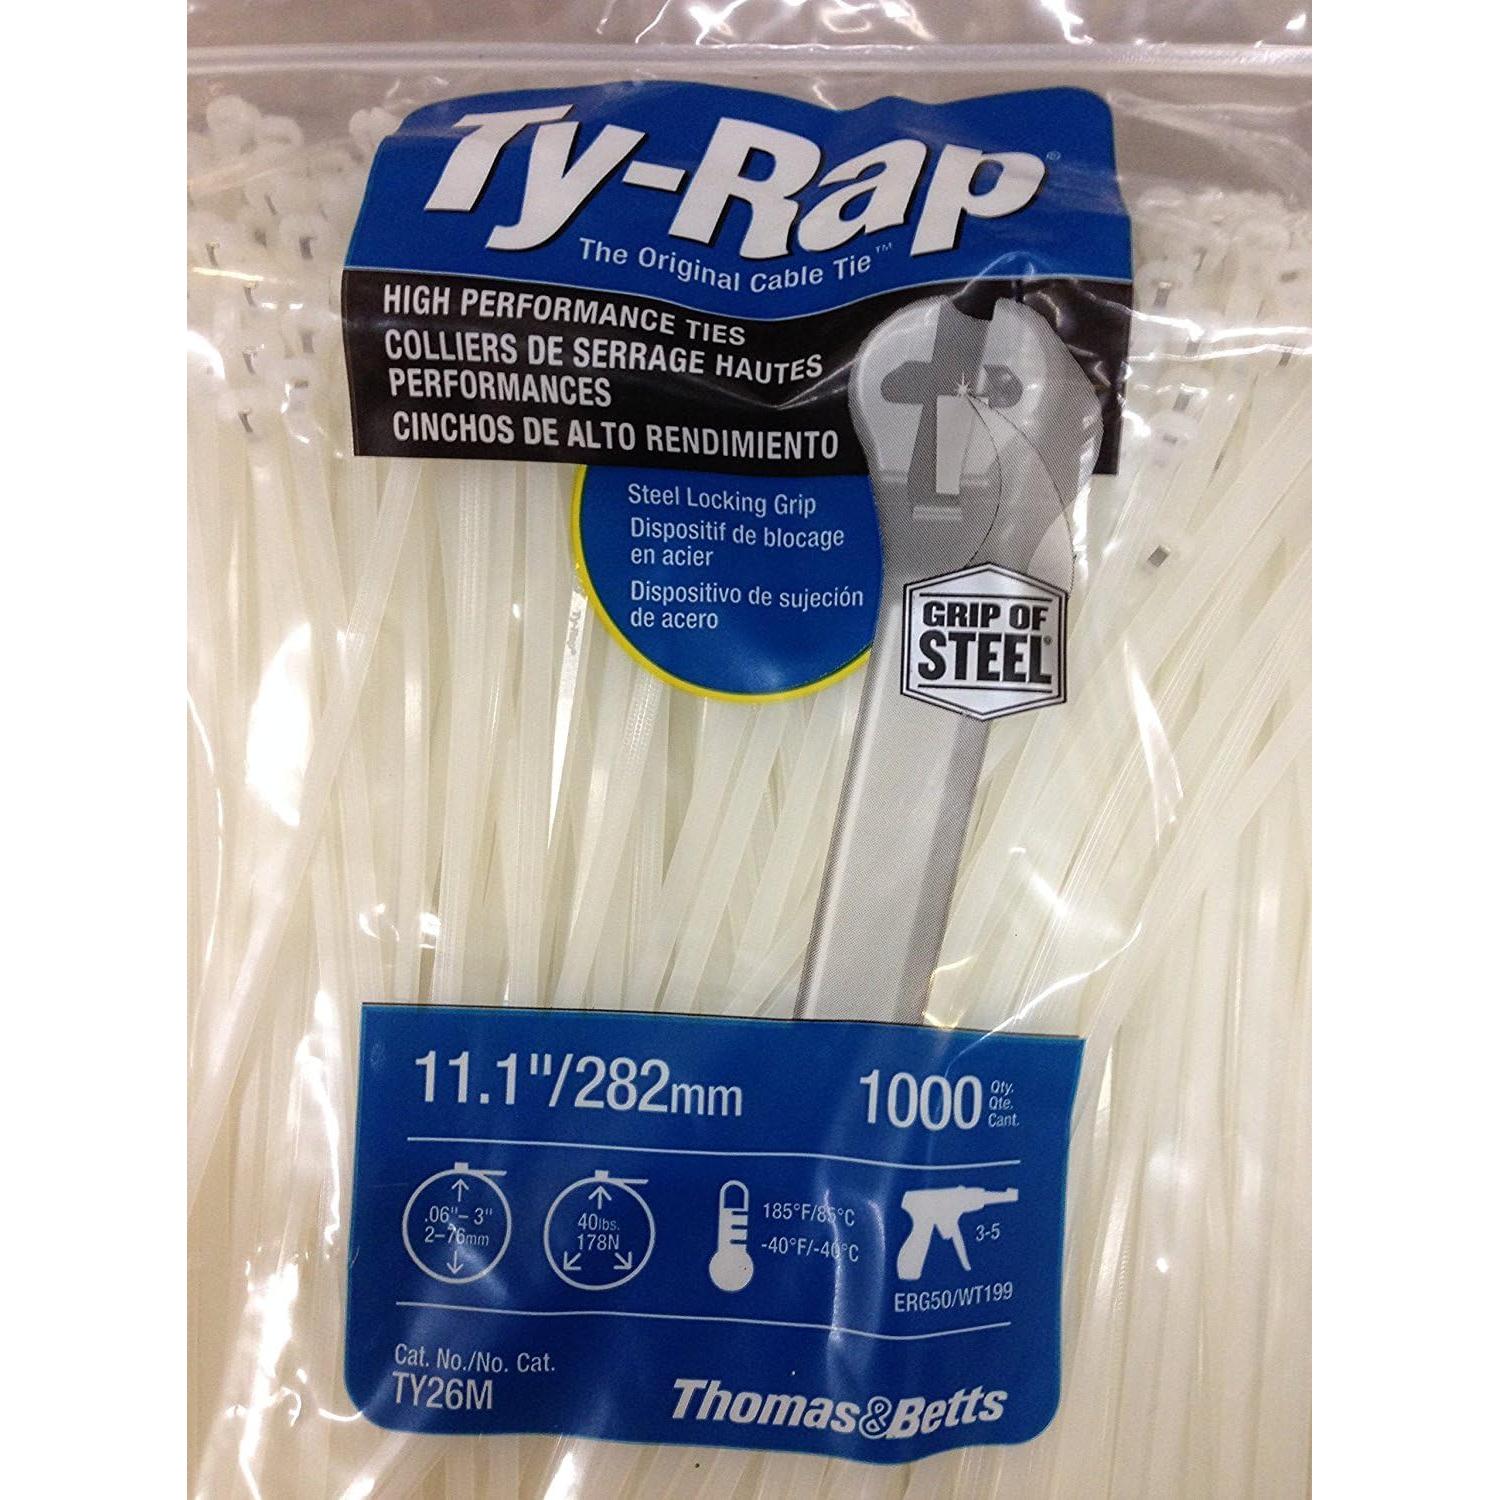 Ty-Rap®
The Original Cable Tie™
HIGH PERFORMANCE TIES
COLLIERS DE SERRAGE HAUTES
PERFORMANCES
CINCHOS DE ALTO RENDIMIENTO
Steel Locking Grip
Dispositif de blocage
en acier
Dispositivo de sujeción
de acero
GRIP OF
STEEL®
11.1"/282mm
1000 Qty.
Qte.
Cant.
.06"– 3"
2–76mm
40lbs.
178N
185°F/85°C
-40°F/-40°C
3-5
ERG50/WT199
Cat. No./No. Cat.
TY26M
Thomas&Betts